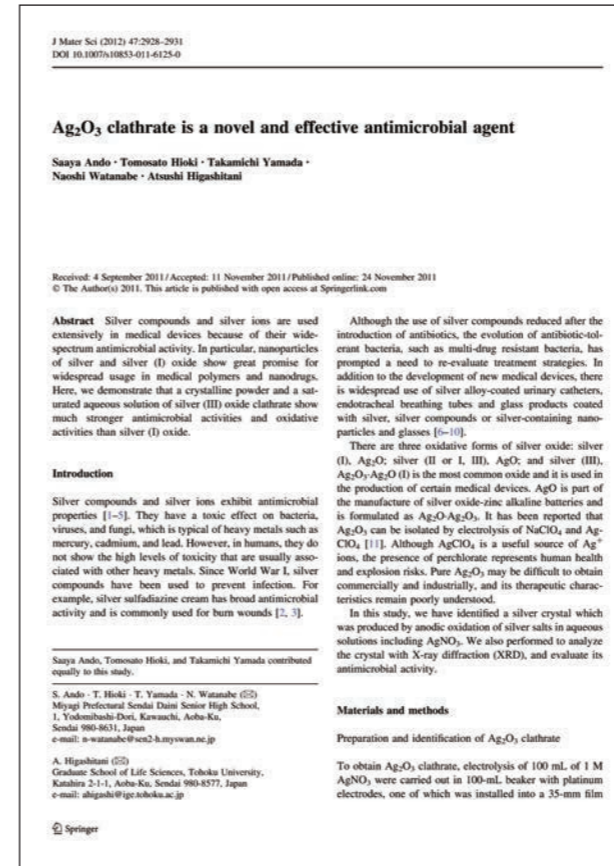 J Mater Sci (2012) 47:2928–2931
DOI 10.1007/s10853-011-6125-0
Ag₂O₃ clathrate is a novel and effective antimicrobial agent
Saaya Ando · Tomosato Hioki · Takamichi Yamada ·
Naoshi Watanabe · Atsushi Higashitani
Received: 4 September 2011 / Accepted: 11 November 2011 / Published online: 24 November 2011
© The Author(s) 2011. This article is published with open access at Springerlink.com
Abstract Silver compounds and silver ions are used
extensively in medical devices because of their wide-
spectrum antimicrobial activity. In particular, nanoparticles
of silver and silver (I) oxide show great promise for
widespread usage in medical polymers and nanodrugs.
Here, we demonstrate that a crystalline powder and a sat-
urated aqueous solution of silver (III) oxide clathrate show
much stronger antimicrobial activities and oxidative
activities than silver (I) oxide.
Introduction
Silver compounds and silver ions exhibit antimicrobial
properties [1–5]. They have a toxic effect on bacteria,
viruses, and fungi, which is typical of heavy metals such as
mercury, cadmium, and lead. However, in humans, they do
not show the high levels of toxicity that are usually asso-
ciated with other heavy metals. Since World War I, silver
compounds have been used to prevent infection. For
example, silver sulfadiazine cream has broad antimicrobial
activity and is commonly used for burn wounds [2, 3].
Saaya Ando, Tomosato Hioki, and Takamichi Yamada contributed
equally to this study.
S. Ando · T. Hioki · T. Yamada · N. Watanabe (✉)
Miyagi Prefectural Sendai Daini Senior High School,
1, Yodomibashi-Dori, Kawauchi, Aoba-Ku,
Sendai 980-8631, Japan
e-mail: n-watanabe@sen2-h.myswan.ne.jp
A. Higashitani (✉)
Graduate School of Life Sciences, Tohoku University,
Katahira 2-1-1, Aoba-Ku, Sendai 980-8577, Japan
e-mail: ahigashi@ige.tohoku.ac.jp
Although the use of silver compounds reduced after the
introduction of antibiotics, the evolution of antibiotic-tol-
erant bacteria, such as multi-drug resistant bacteria, has
prompted a need to re-evaluate treatment strategies. In
addition to the development of new medical devices, there
is widespread use of silver alloy-coated urinary catheters,
endotracheal breathing tubes and glass products coated
with silver, silver compounds or silver-containing nano-
particles and glasses [6–10].
There are three oxidative forms of silver oxide: silver
(I), Ag₂O; silver (II or I, III), AgO; and silver (III),
Ag₂O₃·Ag₂O (I) is the most common oxide and it is used in
the production of certain medical devices. AgO is part of
the manufacture of silver oxide-zinc alkaline batteries and
is formulated as Ag₂O·Ag₂O₃. It has been reported that
Ag₂O₃ can be isolated by electrolysis of NaClO₄ and Ag-
ClO₄ [11]. Although AgClO₄ is a useful source of Ag⁺
ions, the presence of perchlorate represents human health
and explosion risks. Pure Ag₂O₃ may be difficult to obtain
commercially and industrially, and its therapeutic charac-
teristics remain poorly understood.
In this study, we have identified a silver crystal which
was produced by anodic oxidation of silver salts in aqueous
solutions including AgNO₃. We also performed to analyze
the crystal with X-ray diffraction (XRD), and evaluate its
antimicrobial activity.
Materials and methods
Preparation and identification of Ag₂O₃ clathrate
To obtain Ag₂O₃ clathrate, electrolysis of 100 mL of 1 M
AgNO₃ were carried out in 100-mL beaker with platinum
electrodes, one of which was installed into a 35-mm film
Springer